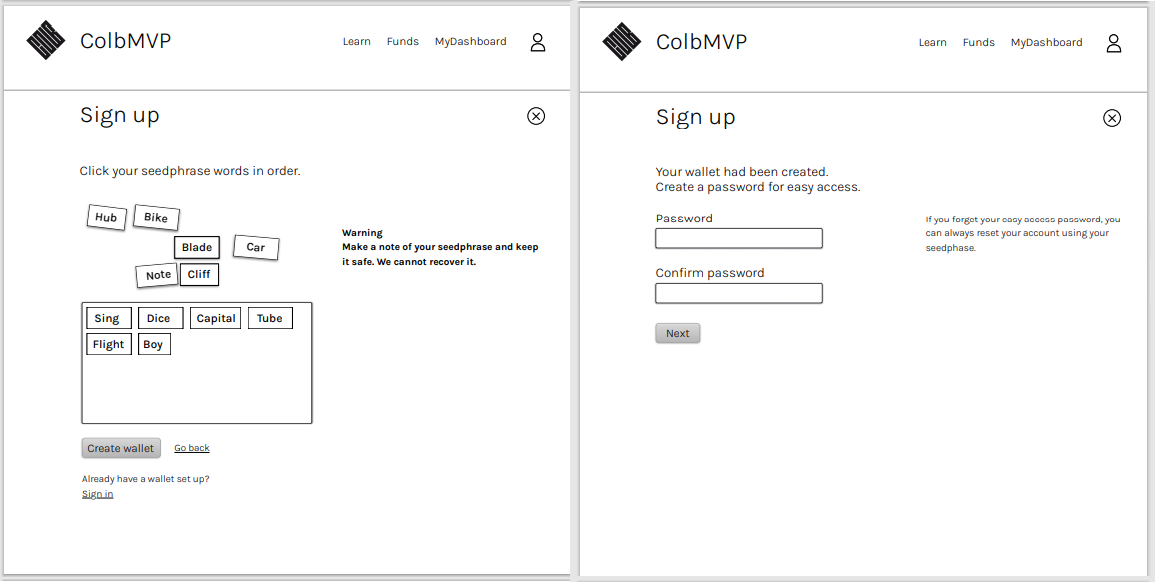 ColbMVP
Learn Funds MyDashboard
Sign up
Click your seedphrase words in order.
Hub Bike
Blade Car
Note Cliff
Warning
Make a note of your seedphrase and keep
it safe. We cannot recover it.
Sing Dice Capital Tube
Flight Boy
Create wallet Go back
Already have a wallet set up?
Sign in
ColbMVP
Learn Funds MyDashboard
Sign up
Your wallet had been created.
Create a password for easy access.
Password
Confirm password
Next
If you forget your easy access password, you
can always reset your account using your
seedphase.